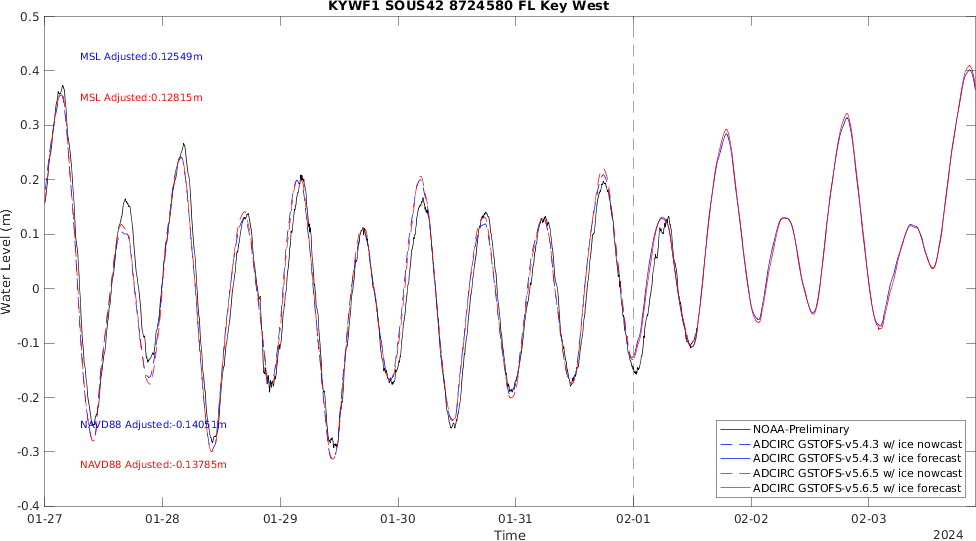 KYWF1 SOUS42 8724580 FL Key West
0.5
0.4
0.3
0.2
0.1
0
-0.1
-0.2
-0.3
-0.4
Water Level (m)
MSL Adjusted:0.12549m
MSL Adjusted:0.12815m
NAVD88 Adjusted:-0.14051m
NAVD88 Adjusted:-0.13785m
NOAA-Preliminary
ADCIRC GSTOFS-v5.4.3 w/ ice nowcast
ADCIRC GSTOFS-v5.4.3 w/ ice forecast
ADCIRC GSTOFS-v5.6.5 w/ ice nowcast
ADCIRC GSTOFS-v5.6.5 w/ ice forecast
01-27 01-28 01-29 01-30 01-31 02-01 02-02 02-03
Time
2024